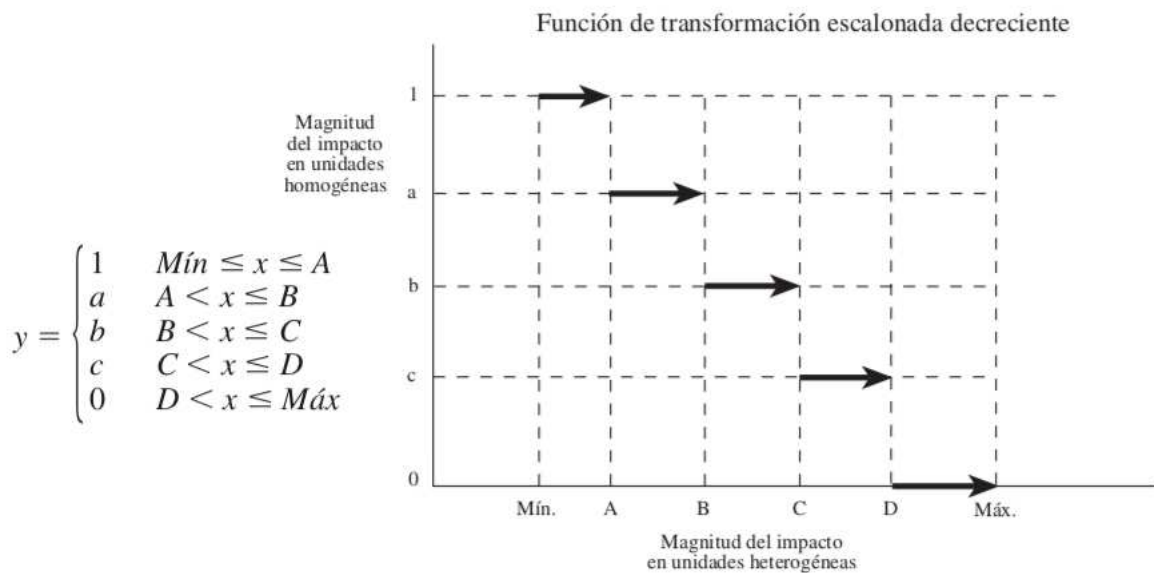 Función de transformación escalonada decreciente
1
Magnitud
del impacto
en unidades
homogéneas
a
b
c
0
y = { 1 Mín ≤ x ≤ A
a A < x ≤ B
b B < x ≤ C
c C < x ≤ D
0 D < x ≤ Máx
Mín. A B C D Máx.
Magnitud del impacto
en unidades heterogéneas